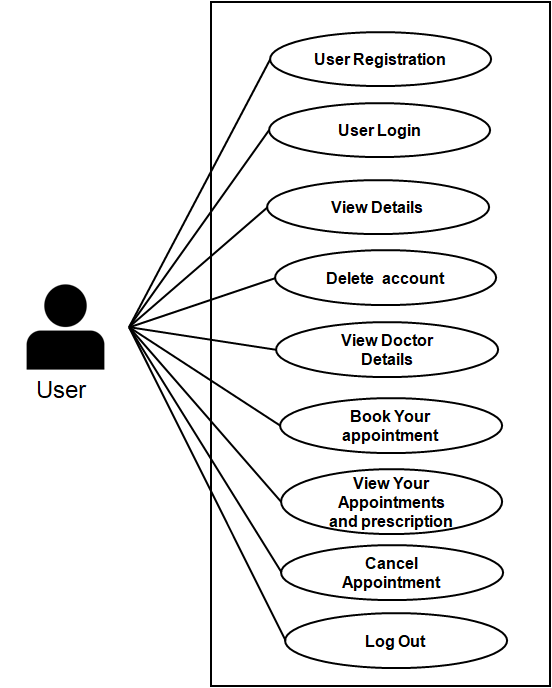 User Registration
User Login
View Details
Delete account
View Doctor
Details
Book Your
appointment
View Your
Appointments
and prescription
Cancel
Appointment
Log Out
User